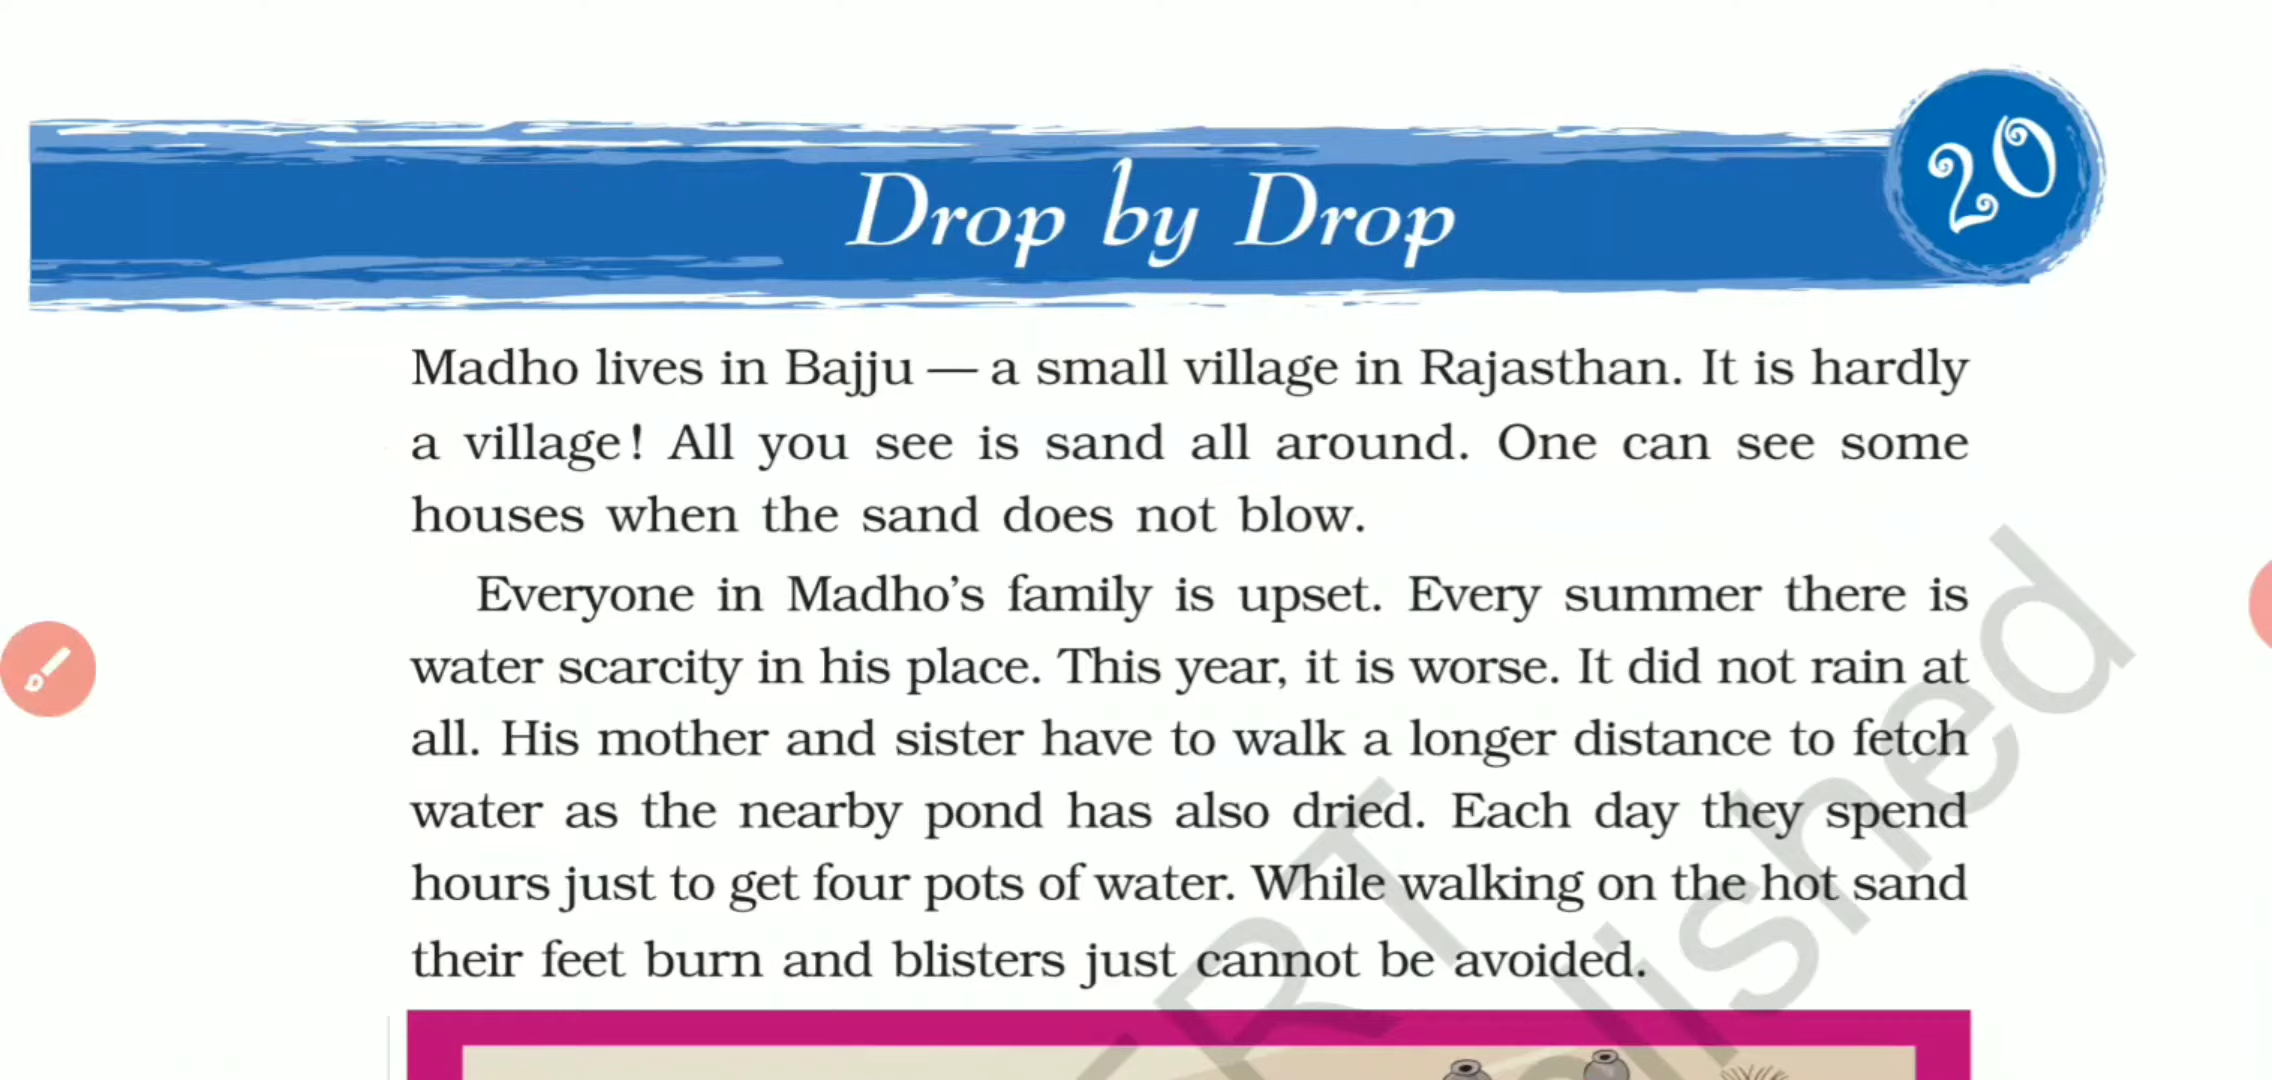 20
Drop by Drop
Madho lives in Bajju — a small village in Rajasthan. It is hardly
a village! All you see is sand all around. One can see some
houses when the sand does not blow.
Everyone in Madho’s family is upset. Every summer there is
water scarcity in his place. This year, it is worse. It did not rain at
all. His mother and sister have to walk a longer distance to fetch
water as the nearby pond has also dried. Each day they spend
hours just to get four pots of water. While walking on the hot sand
their feet burn and blisters just cannot be avoided.